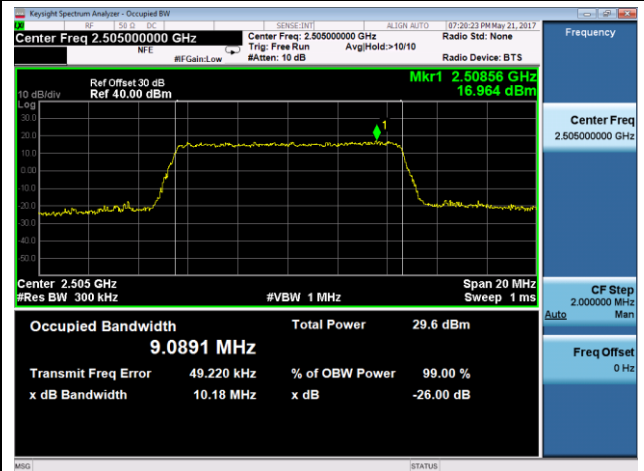 Keysight Spectrum Analyzer - Occupied BW
RF 50 Ω DC SENSE:INT ALIGN AUTO 07:20:23 PM May 21, 2017
Center Freq 2.505000000 GHz Center Freq: 2.505000000 GHz Radio Std: None Frequency
NFE Trig: Free Run Avg|Hold:>10/10
#IFGain:Low #Atten: 10 dB Radio Device: BTS
Ref Offset 30 dB Mkr1 2.50856 GHz
10 dB/div Ref 40.00 dBm 16.964 dBm
Log
30.0
20.0
10.0
0.00
-10.0
-20.0
-30.0
-40.0
-50.0
1
Center Freq
2.505000000 GHz
Center 2.505 GHz Span 20 MHz
#Res BW 300 kHz #VBW 1 MHz Sweep 1 ms
CF Step
2.000000 MHz
Auto Man
Occupied Bandwidth Total Power 29.6 dBm
9.0891 MHz
Transmit Freq Error 49.220 kHz % of OBW Power 99.00 %
x dB Bandwidth 10.18 MHz x dB -26.00 dB
Freq Offset
0 Hz
MSG STATUS